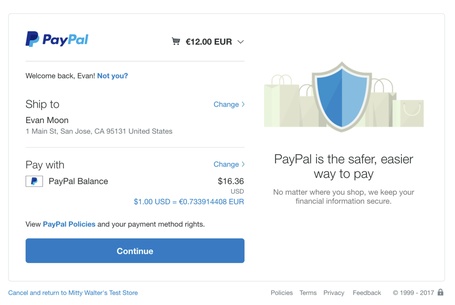 PayPal
€12.00 EUR
Welcome back, Evan! Not you?
Ship to
Change
Evan Moon
1 Main St, San Jose, CA 95131 United States
Pay with
Change
PayPal Balance
$16.36
USD
$1.00 USD = €0.733914408 EUR
View PayPal Policies and your payment method rights.
Continue
PayPal is the safer, easier
way to pay
No matter where you shop, we keep your
financial information secure.
Cancel and return to Mitty Walter's Test Store
Policies Terms Privacy Feedback © 1999 - 2017